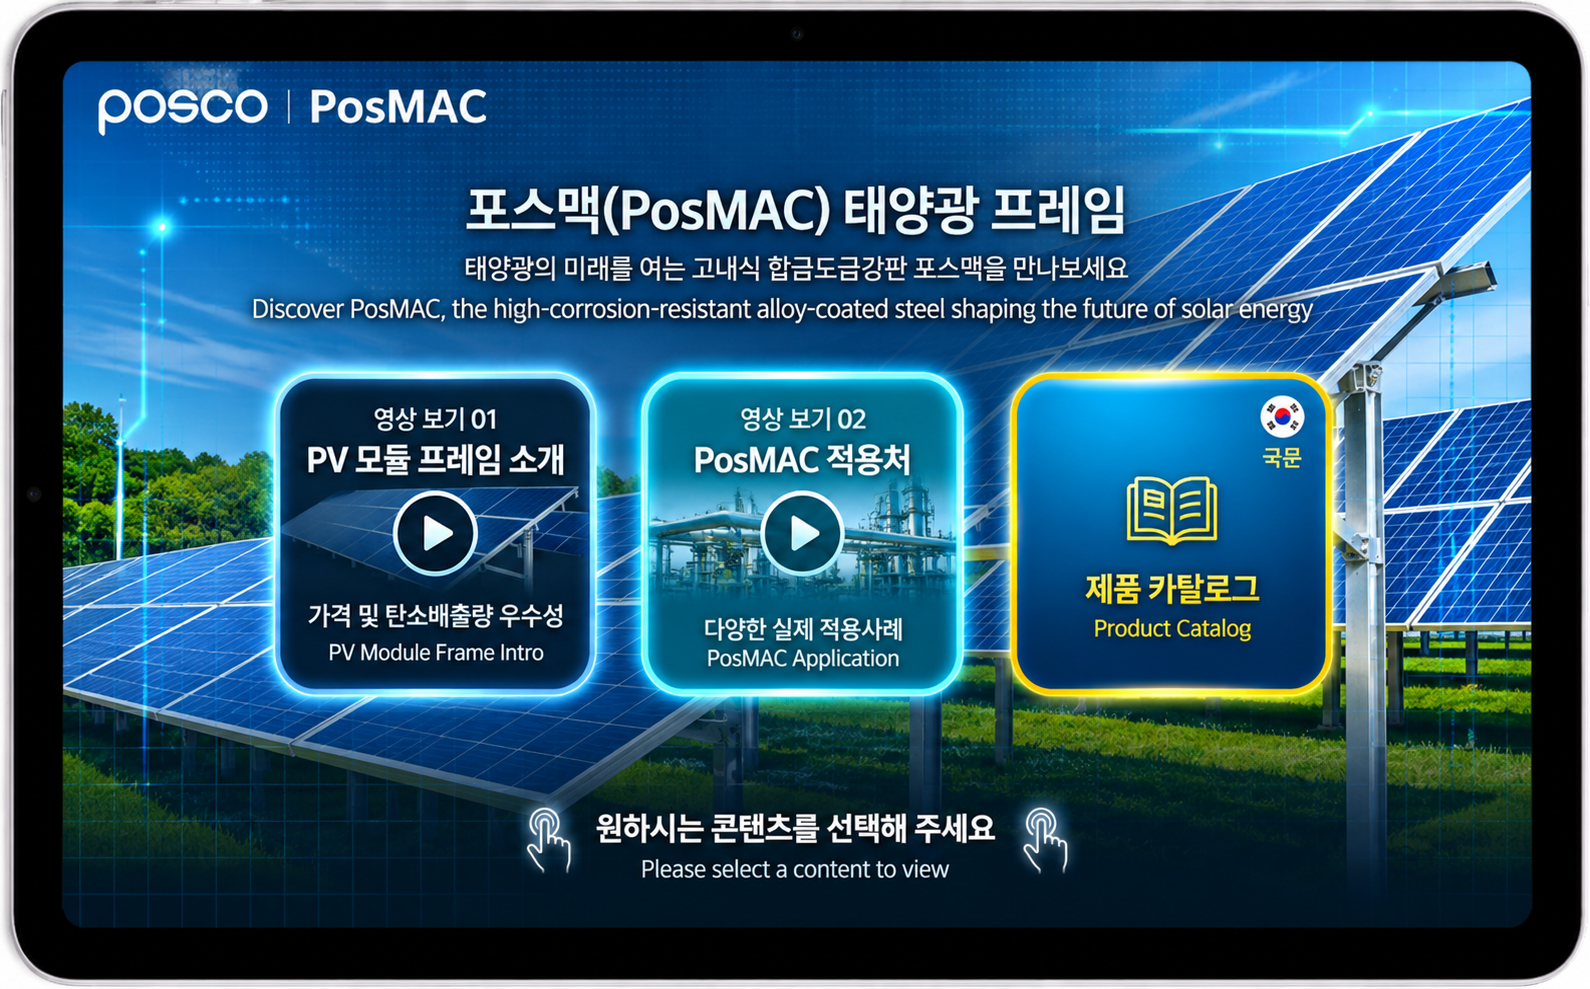 posco | PosMAC
포스맥(PosMAC) 태양광 프레임
태양광의 미래를 여는 고내식 합금도금강판 포스맥을 만나보세요
Discover PosMAC, the high-corrosion-resistant alloy-coated steel shaping the future of solar energy
영상 보기 01
PV 모듈 프레임 소개
가격 및 탄소배출량 우수성
PV Module Frame Intro
영상 보기 02
PosMAC 적용처
다양한 실제 적용사례
PosMAC Application
국문
제품 카탈로그
Product Catalog
원하시는 콘텐츠를 선택해 주세요
Please select a content to view